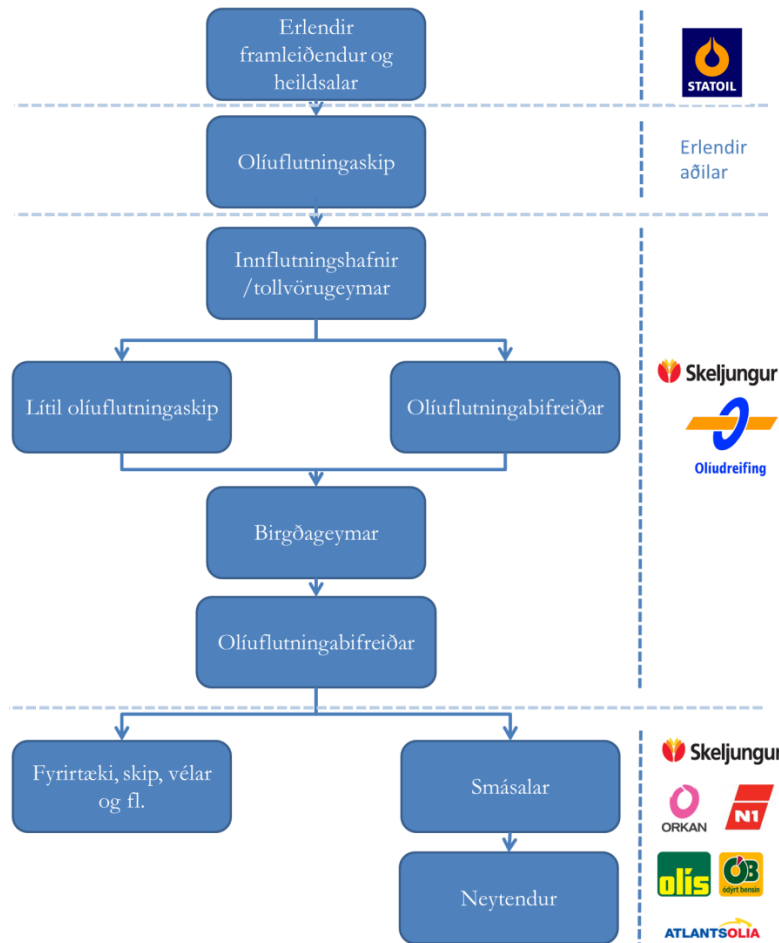 Erlendir
framleiðendur og
heildsalar
STATOIL
Olíuflutningaskip
Erlendir
aðilar
Innflutningshafnir
/tollvörugeymar
Lítil olíuflutningaskip
Olíuflutningabifreiðar
Skeljungur
Olíudreifing
Birgðageymar
Olíuflutningabifreiðar
Fyrirtæki, skip, vélar
og fl.
Smásalar
Skeljungur
ORKAN
N1
Neytendur
olís
ÓB
ódýrt bensín
ATLANTSOLIA